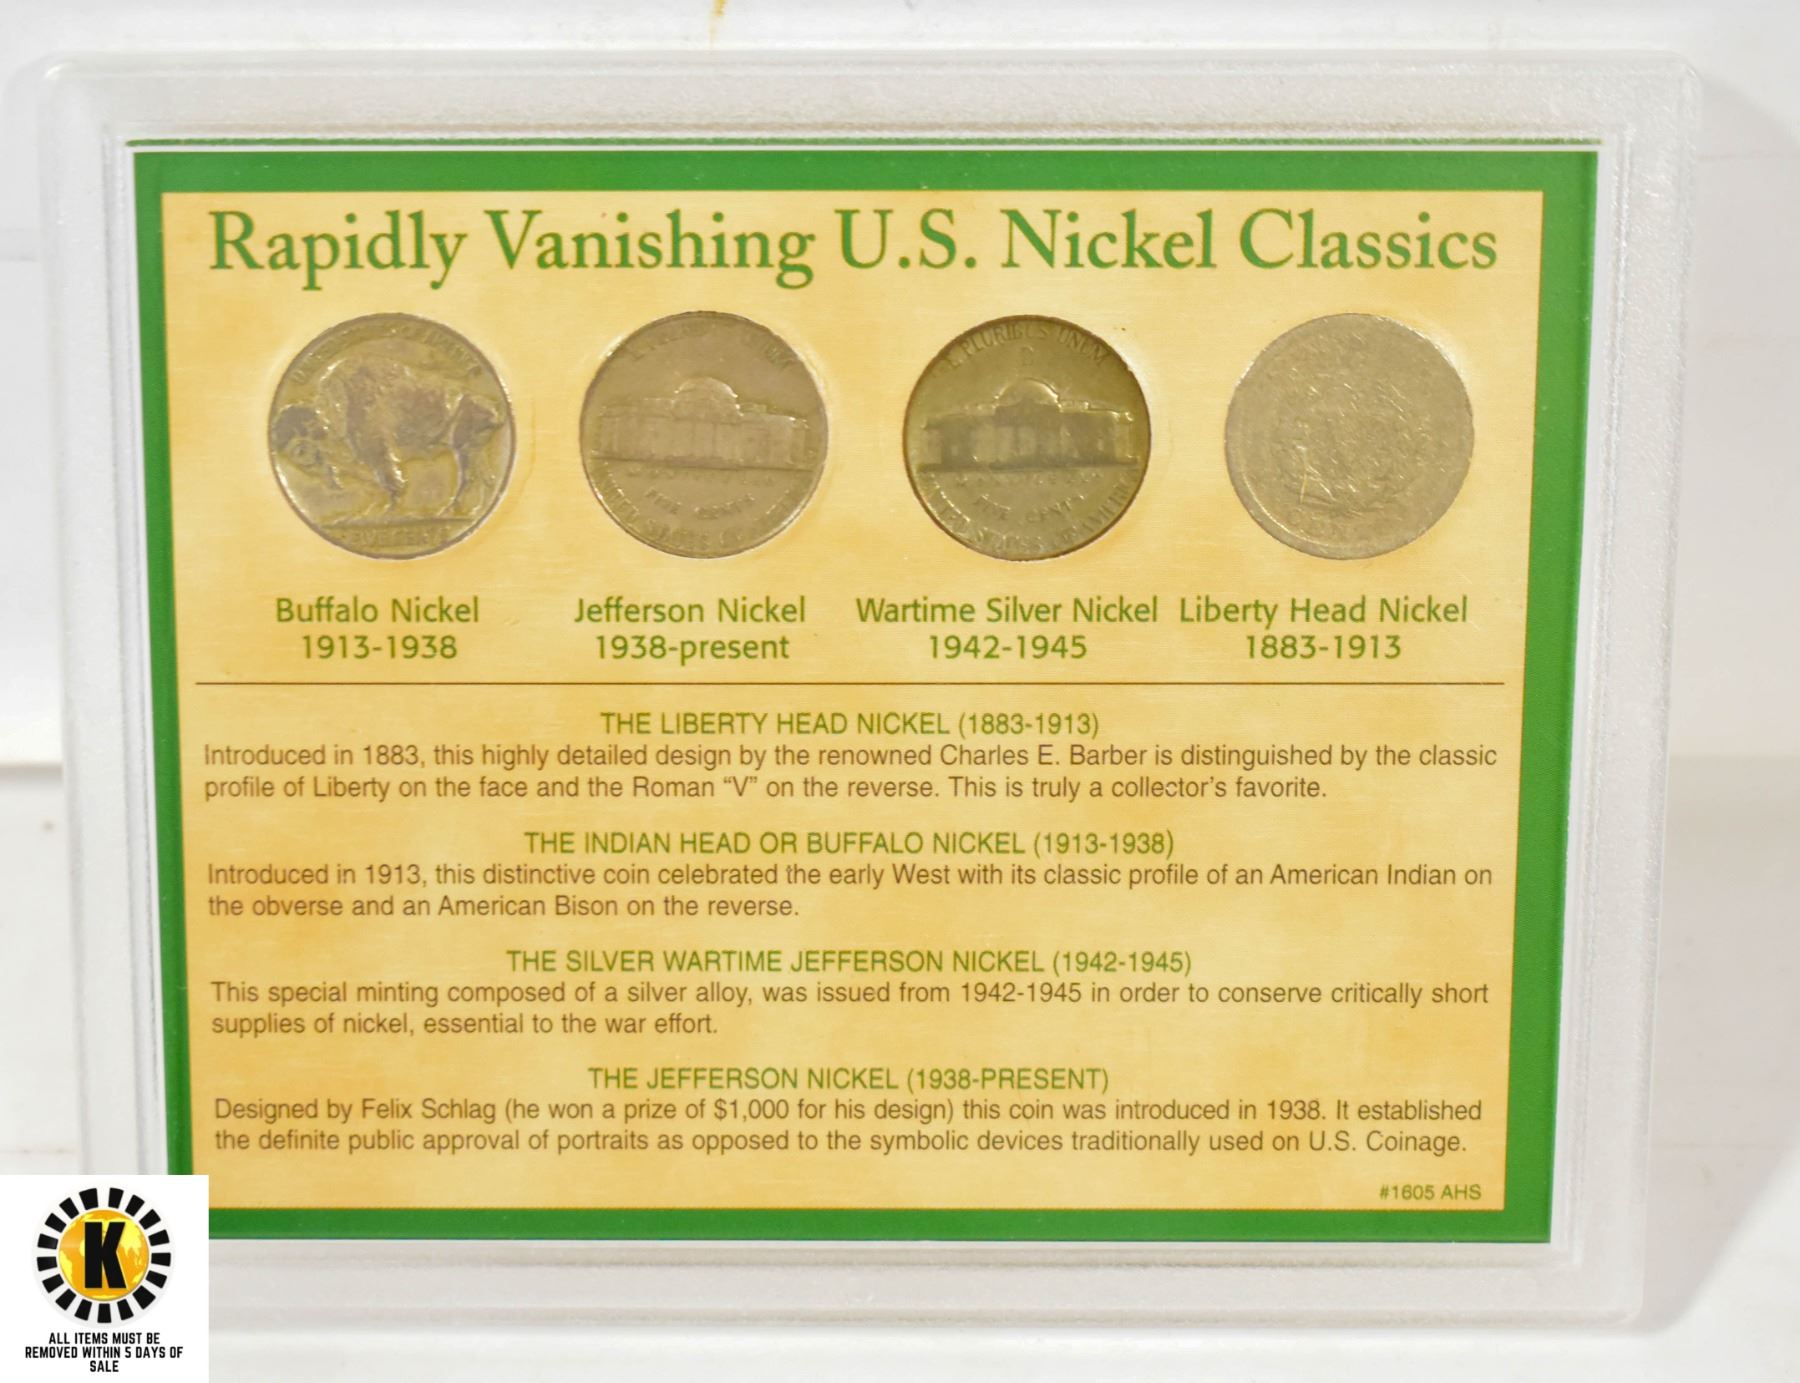 Rapidly Vanishing U.S. Nickel Classics
E PLURIBUS UNUM
D
FIVE CENTS
Buffalo Nickel
1913-1938
Jefferson Nickel
1938-present
Wartime Silver Nickel
1942-1945
Liberty Head Nickel
1883-1913
THE LIBERTY HEAD NICKEL (1883-1913)
Introduced in 1883, this highly detailed design by the renowned Charles E. Barber is distinguished by the classic
profile of Liberty on the face and the Roman “V” on the reverse. This is truly a collector’s favorite.
THE INDIAN HEAD OR BUFFALO NICKEL (1913-1938)
Introduced in 1913, this distinctive coin celebrated the early West with its classic profile of an American Indian on
the obverse and an American Bison on the reverse.
THE SILVER WARTIME JEFFERSON NICKEL (1942-1945)
This special minting composed of a silver alloy, was issued from 1942-1945 in order to conserve critically short
supplies of nickel, essential to the war effort.
THE JEFFERSON NICKEL (1938-PRESENT)
Designed by Felix Schlag (he won a prize of $1,000 for his design) this coin was introduced in 1938. It established
the definite public approval of portraits as opposed to the symbolic devices traditionally used on U.S. Coinage.
#1605 AHS
K
ALL ITEMS MUST BE
REMOVED WITHIN 5 DAYS OF
SALE